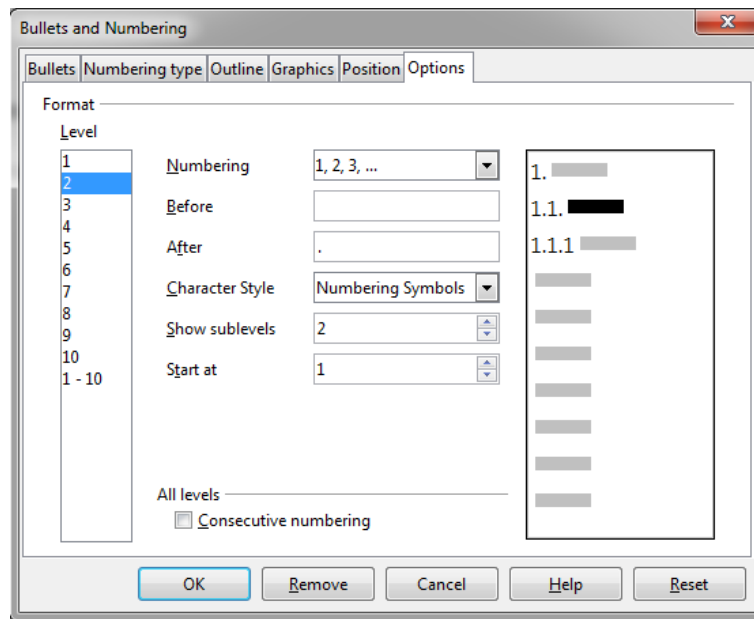 Bullets and Numbering
Bullets Numbering type Outline Graphics Position Options
Format
Level
1
2
3
4
5
6
7
8
9
10
1 - 10
Numbering 1, 2, 3, ...
Before
After .
Character Style Numbering Symbols
Show sublevels 2
Start at 1
All levels
Consecutive numbering
1.
1.1.
1.1.1
OK Remove Cancel Help Reset